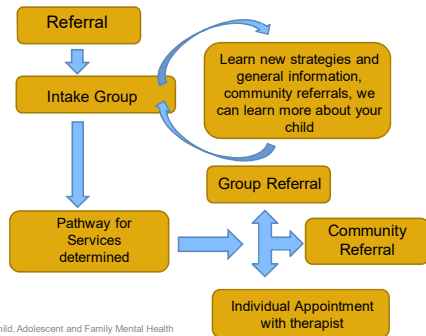 Referral
Intake Group
Learn new strategies and
general information,
community referrals, we
can learn more about your
child
Group Referral
Pathway for
Services
determined
Community
Referral
Individual Appointment
with therapist
Adolescent and Family Mental Health